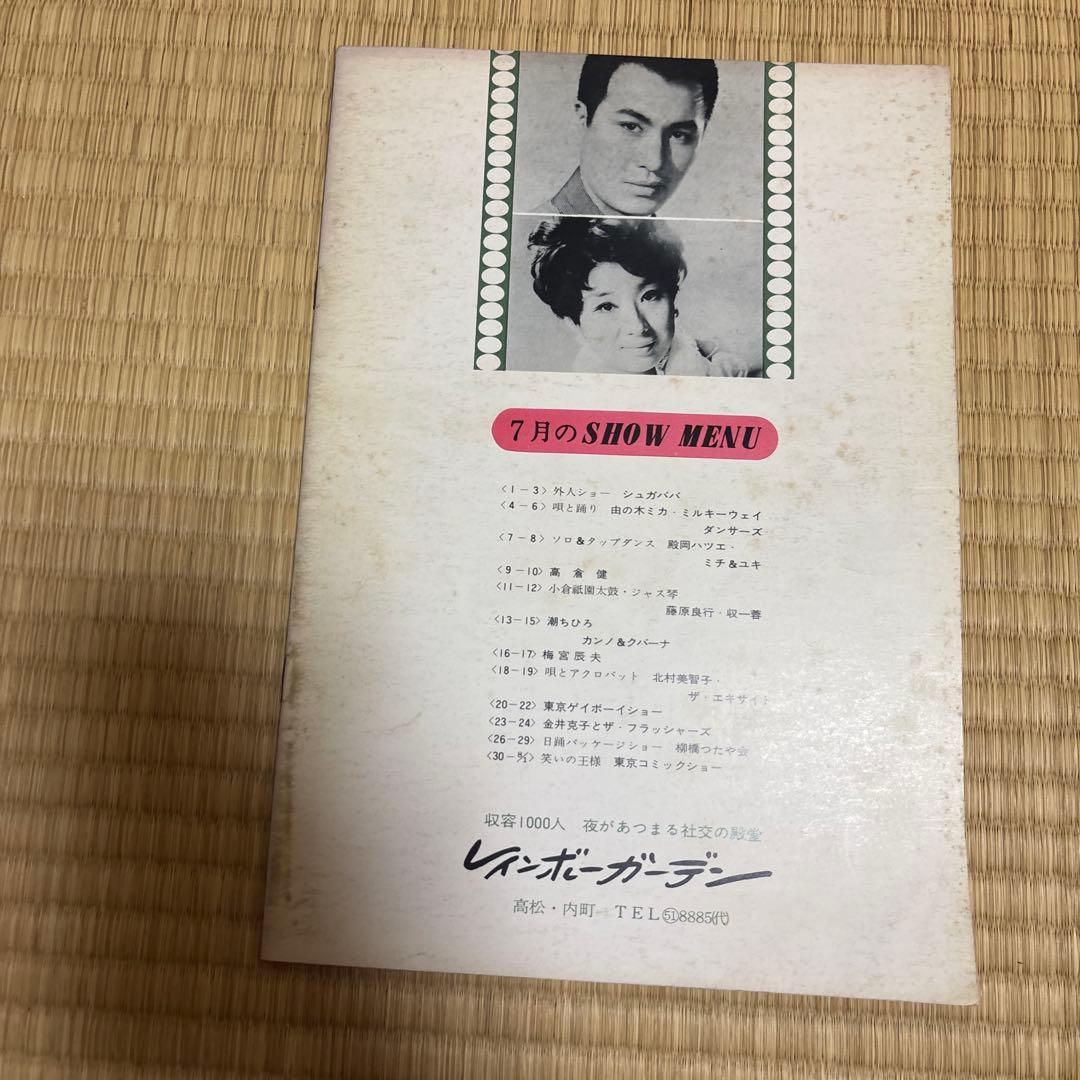 7月のSHOW MENU
〈1－3〉外人ショー　シュガババ
〈4－6〉唄と踊り　由の木ミカ・ミルキーウェイ
ダンサーズ
〈7－8〉ソロ&タップダンス　殿岡ハツエ・
ミチ&ユキ
〈9－10〉高倉健
〈11－12〉小倉祇園太鼓・ジャズ琴
藤原良行・収一蓉
〈13－15〉潮ちひろ
カンノ&クバーナ
〈16－17〉梅宮辰夫
〈18－19〉唄とアクロバット　北村美智子・
ザ・エキサイト
〈20－22〉東京ゲイボーイショー
〈23－24〉金井克子とザ・フラッシャーズ
〈26－29〉日踊パッケージショー　柳橋つたや会
〈30－8/1〉笑いの王様　東京コミックショー
収容1000人　夜があつまる社交の殿堂
レインボーガーデン
高松・内町　TEL(51)8885(代)